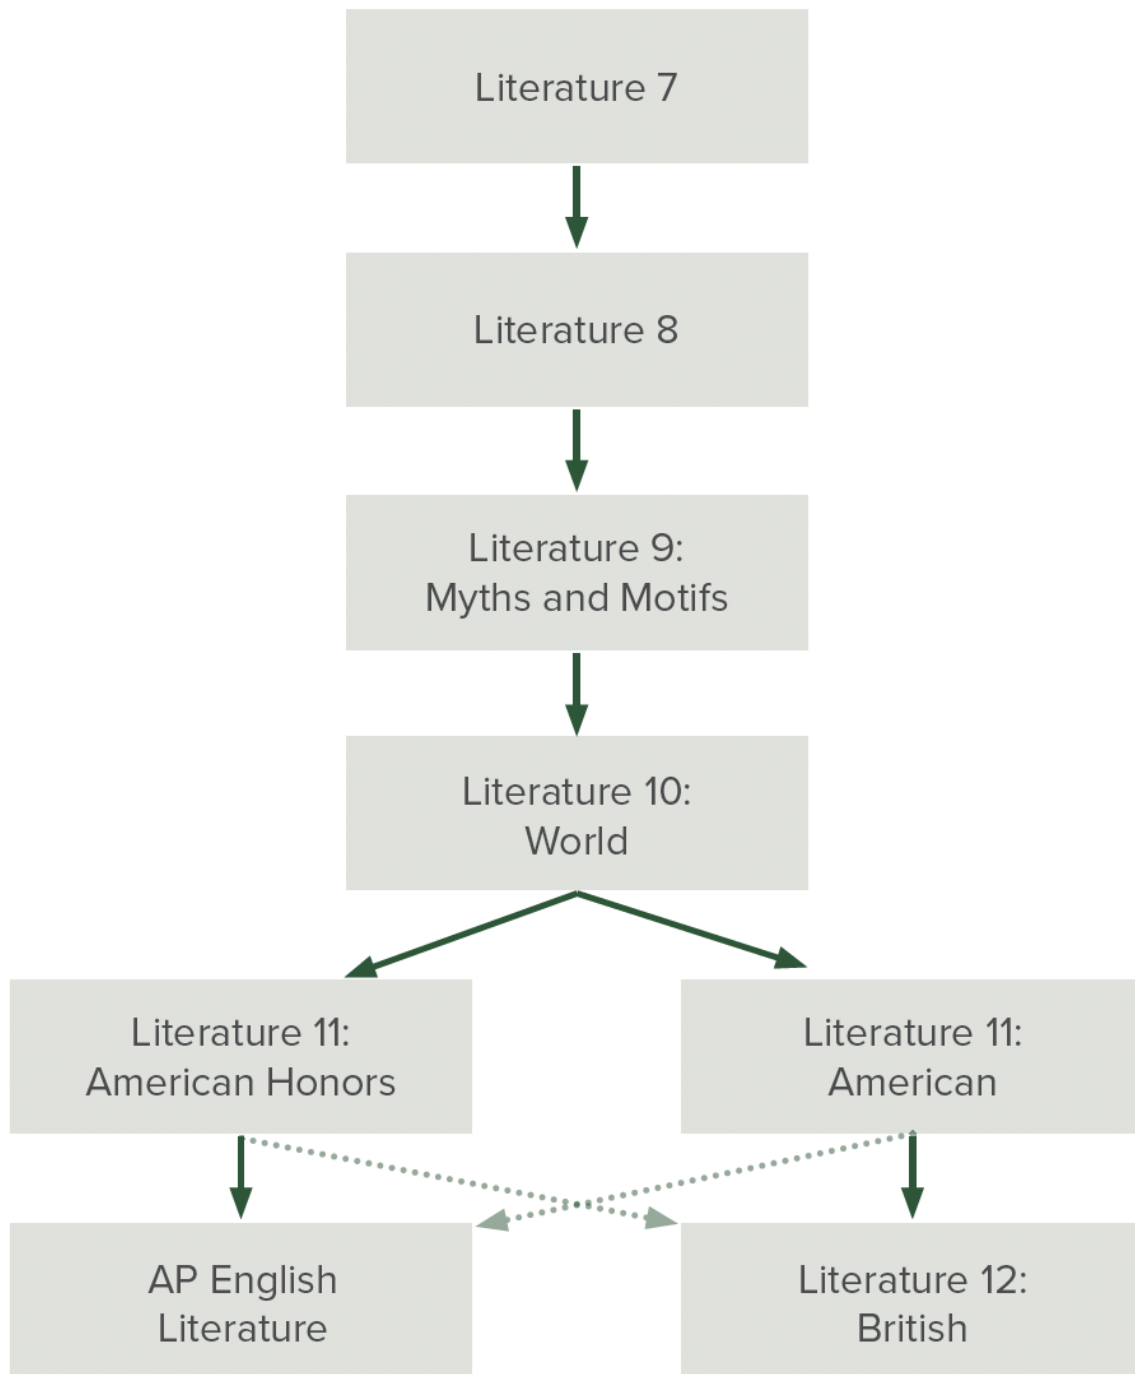 Literature 7
Literature 8
Literature 9:
Myths and Motifs
Literature 10:
World
Literature 11:
American Honors
Literature 11:
American
AP English
Literature
Literature 12:
British